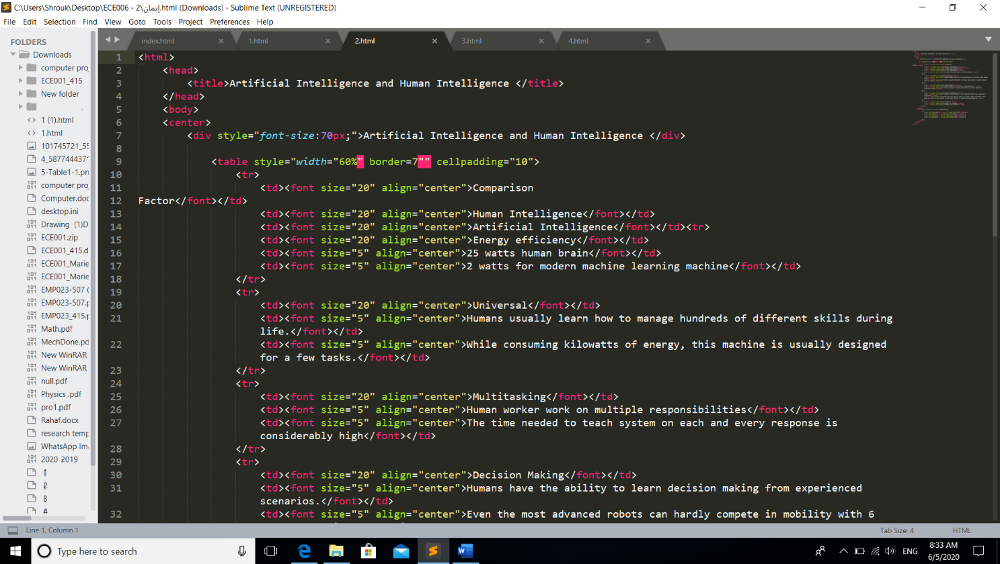 C:\Users\Shrouk\Desktop\ECE006 - 2\إيمان.html (Downloads) - Sublime Text (UNREGISTERED)
File Edit Selection Find View Goto Tools Project Preferences Help
FOLDERS
Downloads
computer pro
ECE001_415
New folder
1 (1).html
1.html
101745721_55
4_5877444371
5-Table1-1.pn
computer pro
Computer.doc
desktop.ini
Drawing (1)D
ECE001.zip
ECE001_415.d
ECE001_Marie
ECE001_Marie
EMP023-507 (
EMP023-507.p
EMP023_415.p
Math.pdf
MechDone.pd
New WinRAR
New WinRAR
null.pdf
Physics .pdf
pro1.pdf
Rahaf.docx
research temp
WhatsApp Im
2020 2019
index.html 1.html 2.html 3.html 4.html
1 <html>
2 <head>
3 <title>Artificial Intelligence and Human Intelligence </title>
4 </head>
5 <body>
6 <center>
7 <div style="font-size:70px;">Artificial Intelligence and Human Intelligence </div>
8
9 <table style="width="60%" border=7"" cellpadding="10">
10 <tr>
11 <td><font size="20" align="center">Comparison
12 Factor</font></td>
13 <td><font size="20" align="center">Human Intelligence</font></td>
14 <td><font size="20" align="center">Artificial Intelligence</font></td><tr>
15 <td><font size="20" align="center">Energy efficiency</font></td>
16 <td><font size="5" align="center">25 watts human brain</font></td>
17 <td><font size="5" align="center">2 watts for modern machine learning machine</font></td>
18 </tr>
19 <tr>
20 <td><font size="20" align="center">Universal</font></td>
21 <td><font size="5" align="center">Humans usually learn how to manage hundreds of different skills during
life.</font></td>
22 <td><font size="5" align="center">While consuming kilowatts of energy, this machine is usually designed
for a few tasks.</font></td>
23 </tr>
24 <tr>
25 <td><font size="20" align="center">Multitasking</font></td>
26 <td><font size="5" align="center">Human worker work on multiple responsibilities</font></td>
27 <td><font size="5" align="center">The time needed to teach system on each and every response is
considerably high</font></td>
28 </tr>
29 <tr>
30 <td><font size="20" align="center">Decision Making</font></td>
31 <td><font size="5" align="center">Humans have the ability to learn decision making from experienced
scenarios.</font></td>
32 <td><font size="5" align="center">Even the most advanced robots can hardly compete in mobility with 6
Line 1, Column 1
Tab Size: 4 HTML
Type here to search
ENG
8:33 AM
6/5/2020